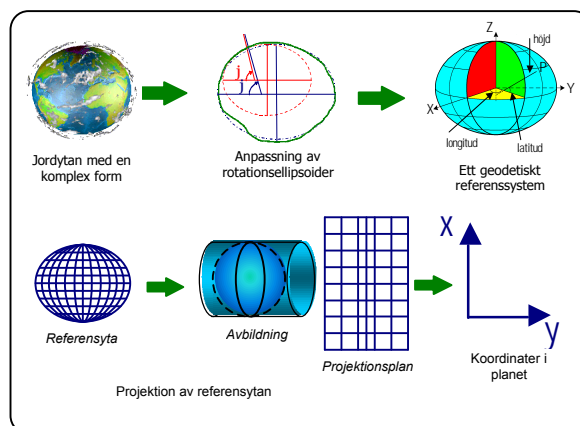 Z
höjd
P
Y
X
j
j
longitud
latitud
Jordytan med en
komplex form
Anpassning av
rotationsellipsoider
Ett geodetiskt
referenssystem
X
y
Referensyta
Avbildning
Projektionsplan
Koordinater i
planet
Projektion av referensytan